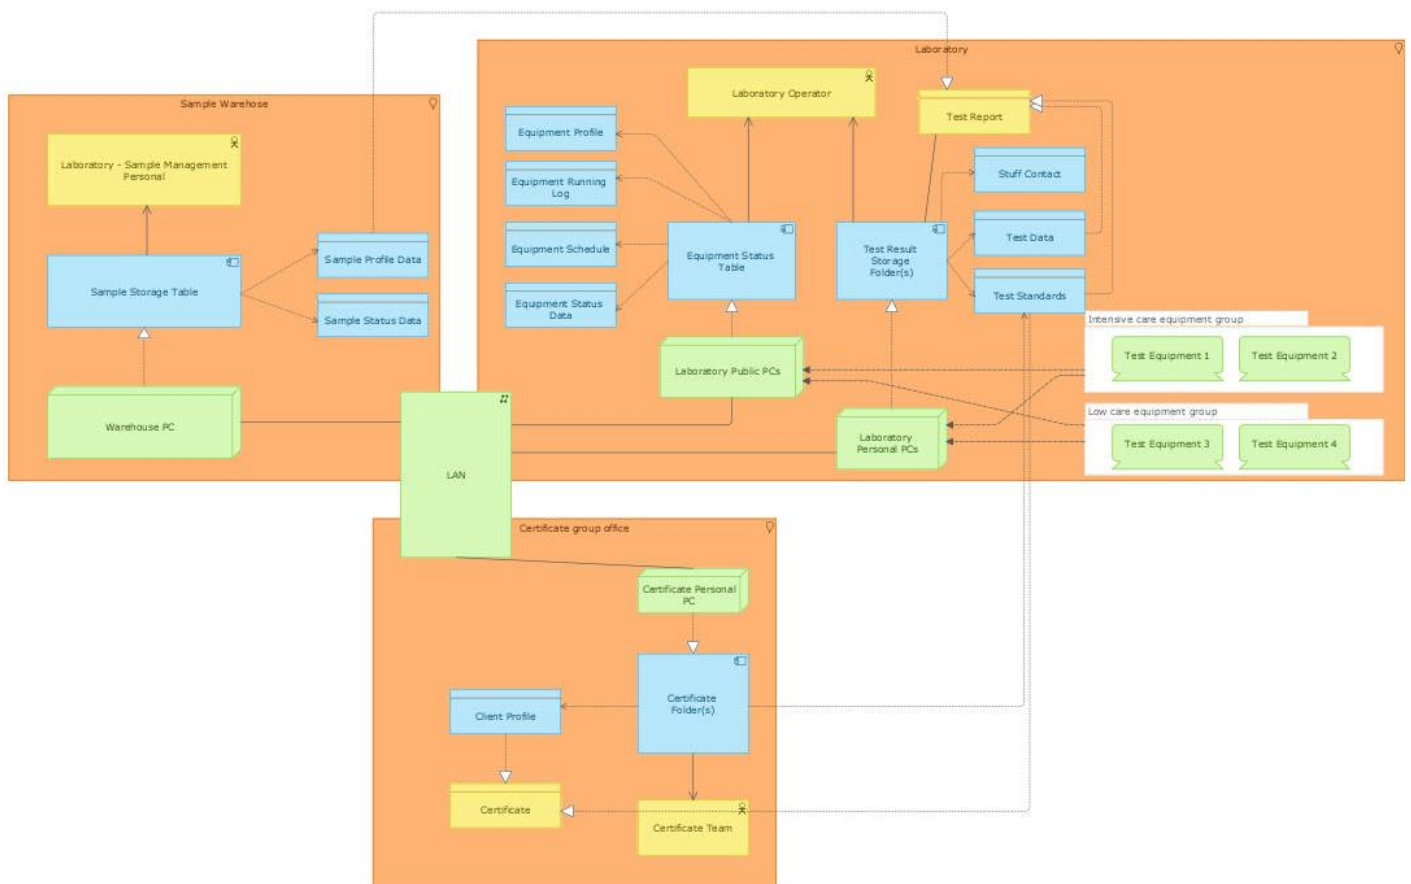 Laboratory
Sample Warehose
Laboratory Operator
Test Report
Equipment Profile
Laboratory - Sample Management
Personal
Stuff Contact
Equipment Running
Log
Test Data
Equipment Schedule
Equipment Status
Table
Test Result
Storage
Folder(s)
Sample Profile Data
Sample Storage Table
Test Standards
Equipment Status
Data
Sample Status Data
Intensive care equipment group
Test Equipment 1
Test Equipment 2
Laboratory Public PCs
Low care equipment group
Warehouse PC
Laboratory
Personal PCs
Test Equipment 3
Test Equipment 4
LAN
Certificate group office
Certificate Personal
PC
Certificate
Folder(s)
Client Profile
Certificate
Certificate Team